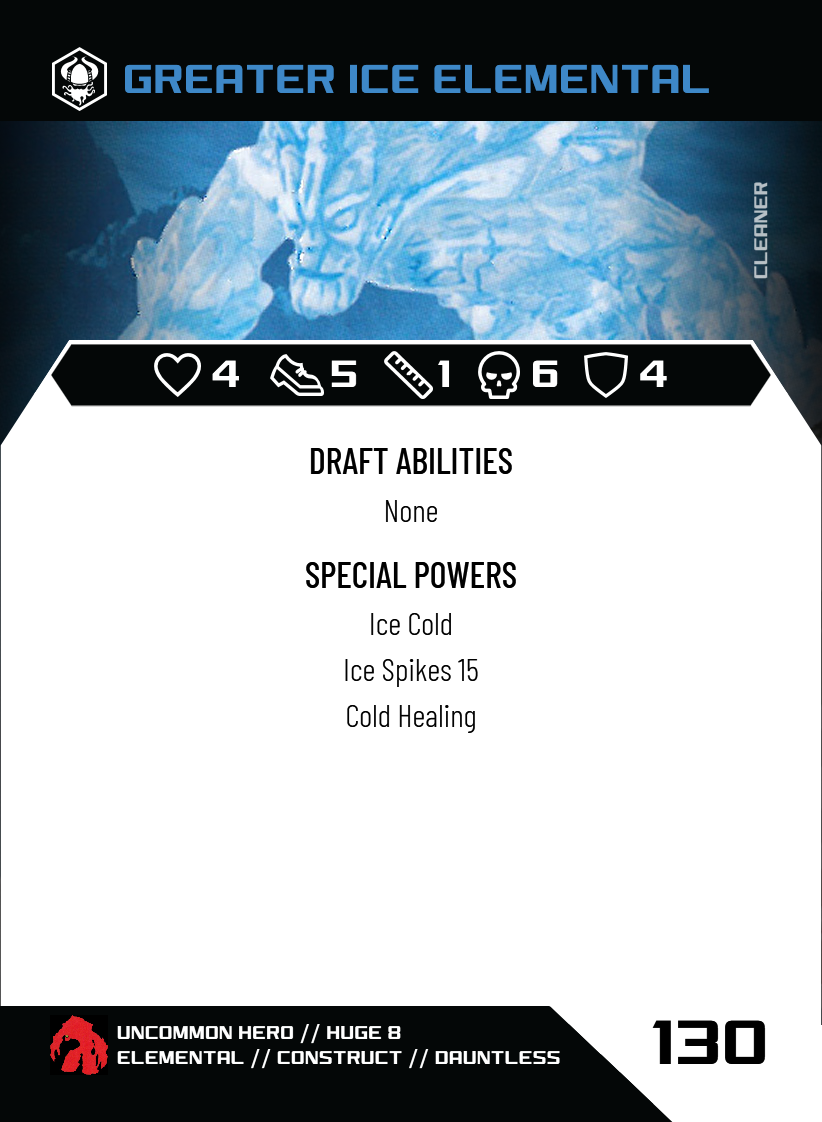 GREATER ICE ELEMENTAL
CLEANER
4 5 1 6 4
DRAFT ABILITIES
None
SPECIAL POWERS
Ice Cold
Ice Spikes 15
Cold Healing
UNCOMMON HERO // HUGE 8
ELEMENTAL // CONSTRUCT // DAUNTLESS
130